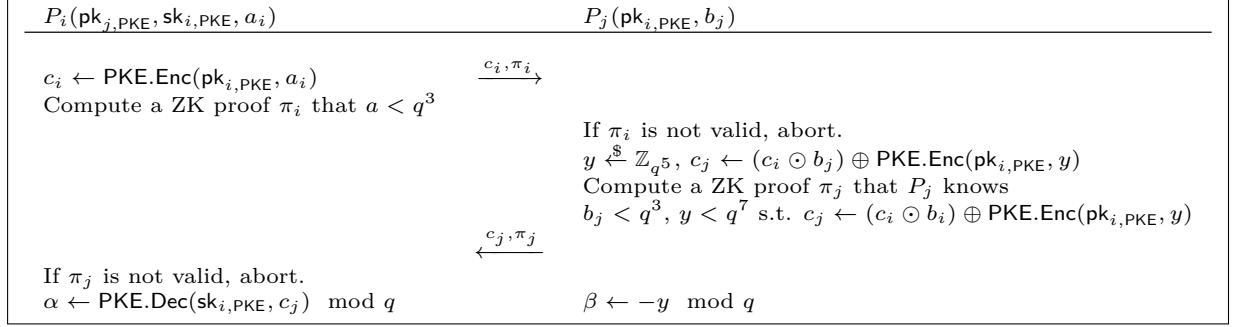 P_i(pk_{j,PKE}, sk_{i,PKE}, a_i) P_j(pk_{i,PKE}, b_j)
c_i ← PKE.Enc(pk_{i,PKE}, a_i) c_i,π_i →
Compute a ZK proof π_i that a < q^3
If π_i is not valid, abort.
y ←$ ℤ_{q^5}, c_j ← (c_i ⊙ b_j) ⊕ PKE.Enc(pk_{i,PKE}, y)
Compute a ZK proof π_j that P_j knows
b_j < q^3, y < q^7 s.t. c_j ← (c_i ⊙ b_i) ⊕ PKE.Enc(pk_{i,PKE}, y)
c_j,π_j ←
If π_j is not valid, abort.
α ← PKE.Dec(sk_{i,PKE}, c_j) mod q β ← −y mod q